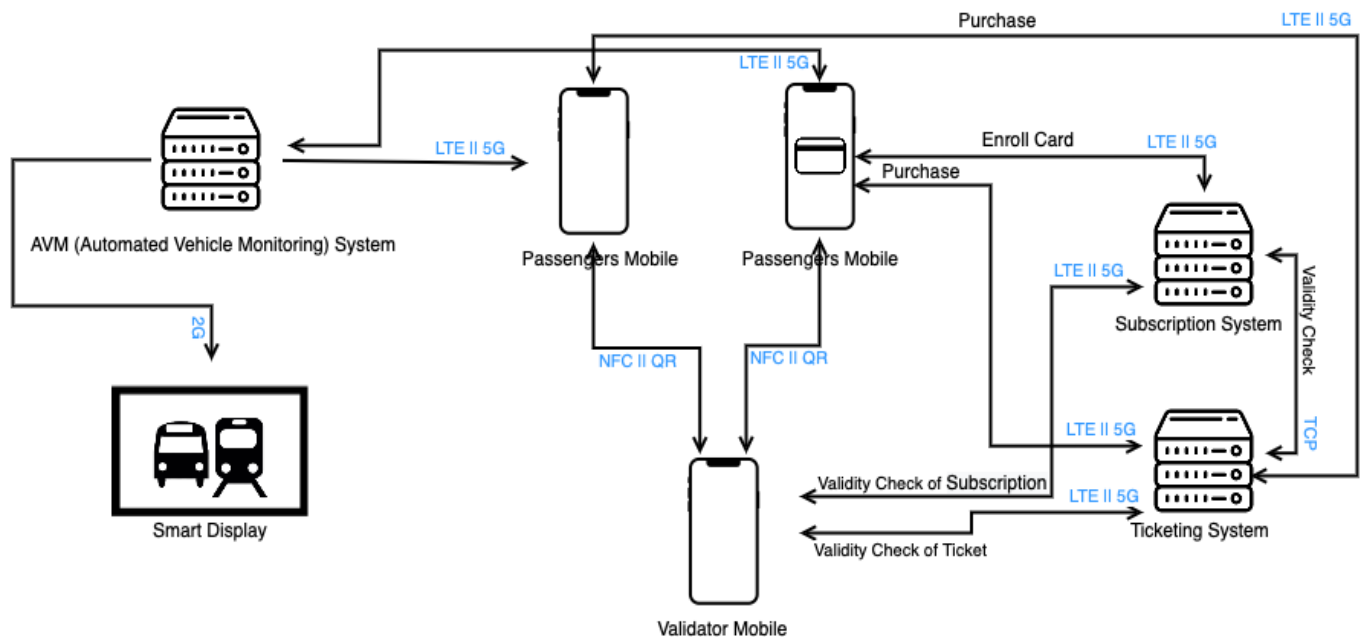 Purchase
LTE II 5G
LTE II 5G
Enroll Card
LTE II 5G
LTE II 5G
Purchase
AVM (Automated Vehicle Monitoring) System
Passengers Mobile
Passengers Mobile
LTE II 5G
Validity Check
Subscription System
2G
NFC II QR
NFC II QR
LTE II 5G
TCP
Validity Check of Subscription
LTE II 5G
Smart Display
Validity Check of Ticket
Ticketing System
Validator Mobile